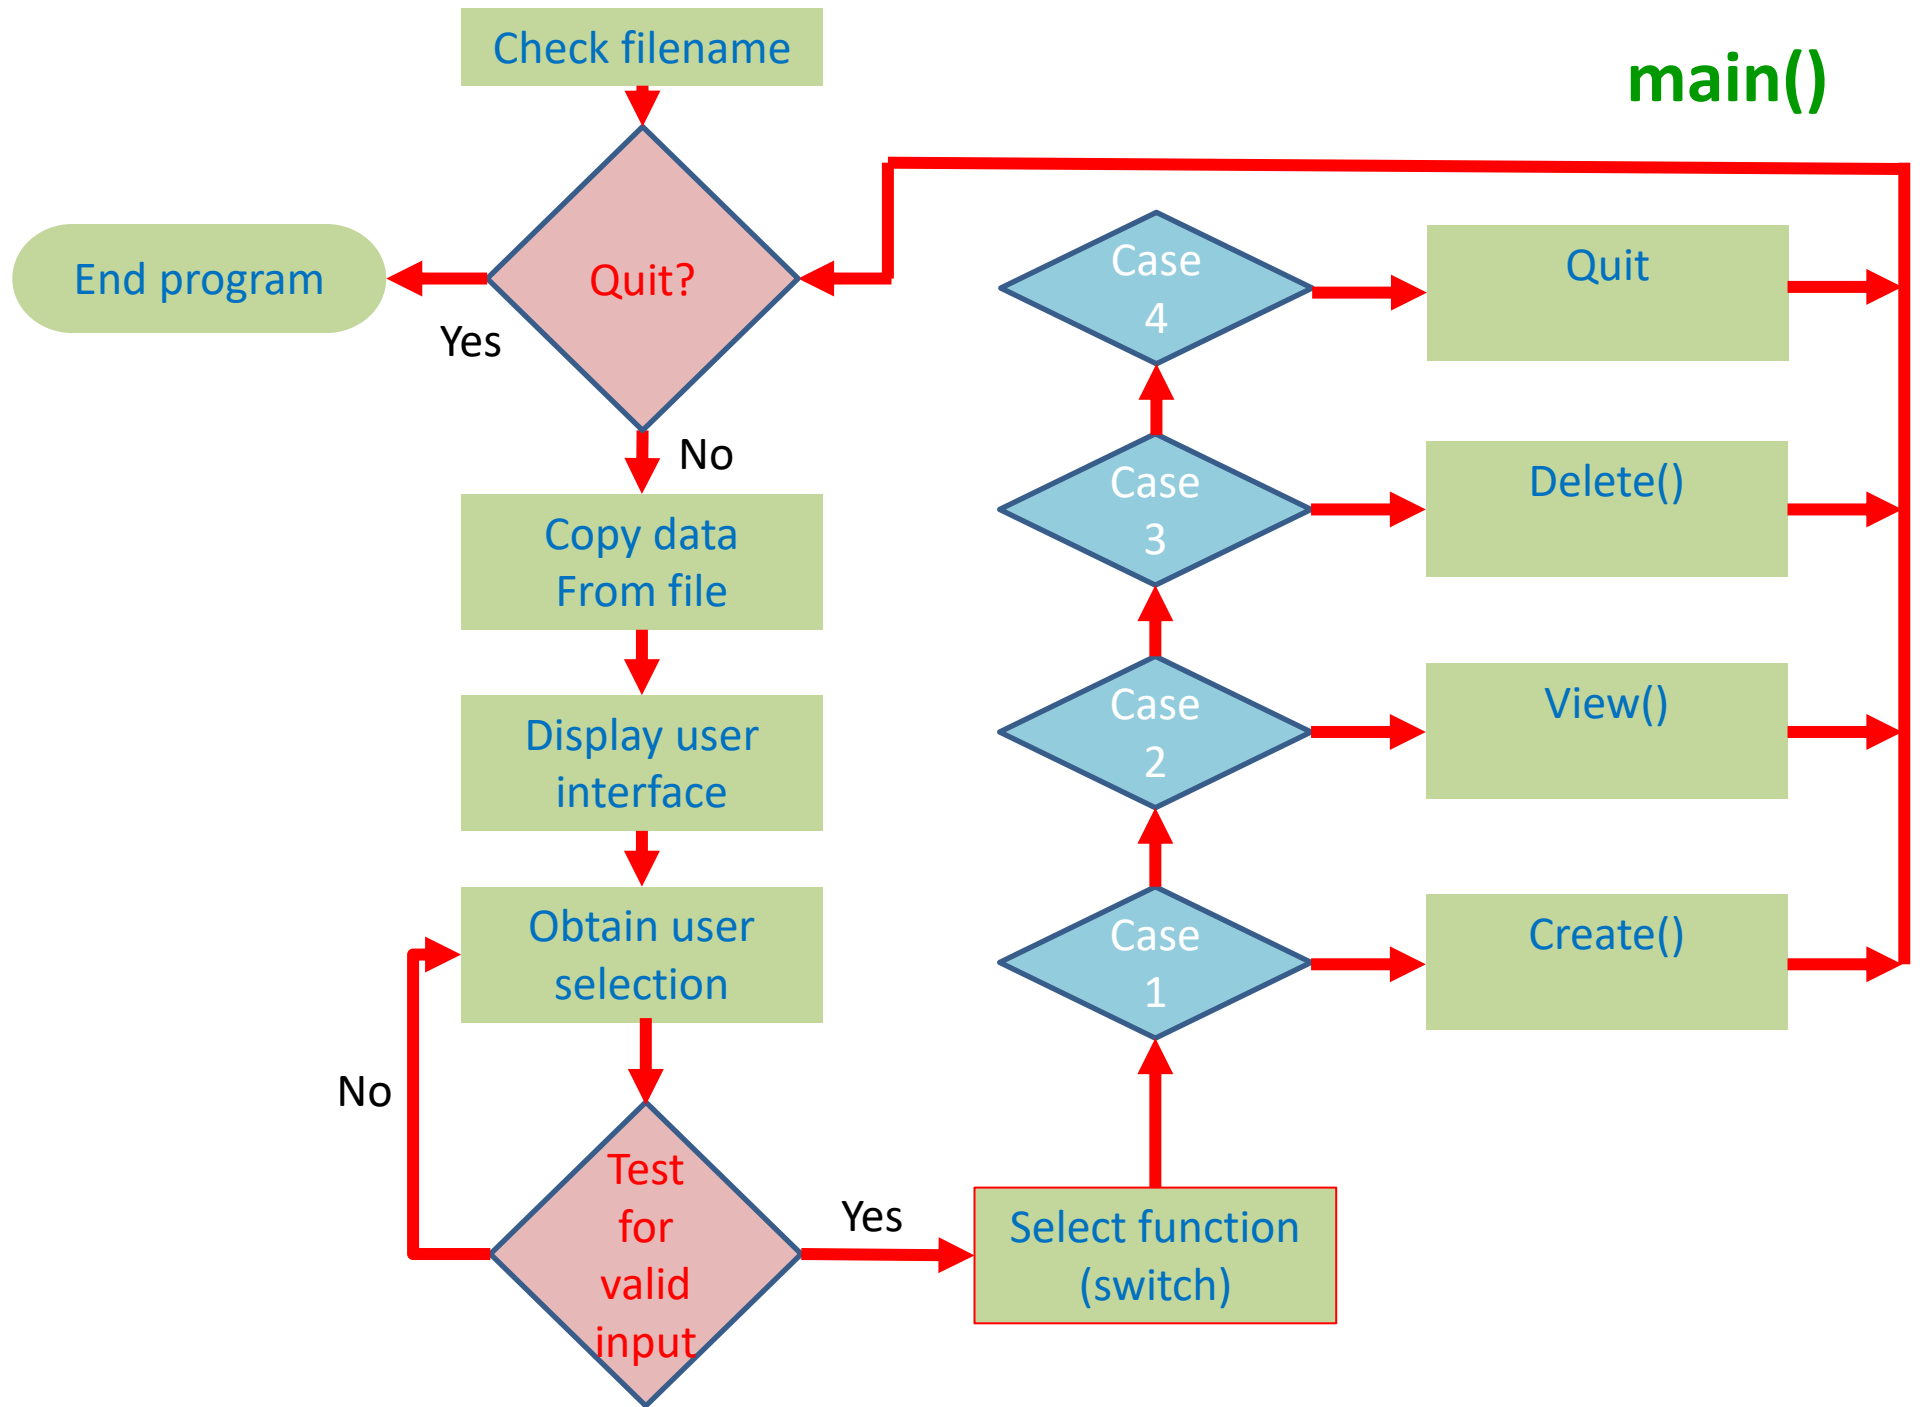 Check filename
main()
Quit?
End program
Yes
No
Copy data
From file
Display user
interface
Obtain user
selection
No
Test
for
valid
input
Yes
Select function
(switch)
Case
1
Create()
Case
2
View()
Case
3
Delete()
Case
4
Quit